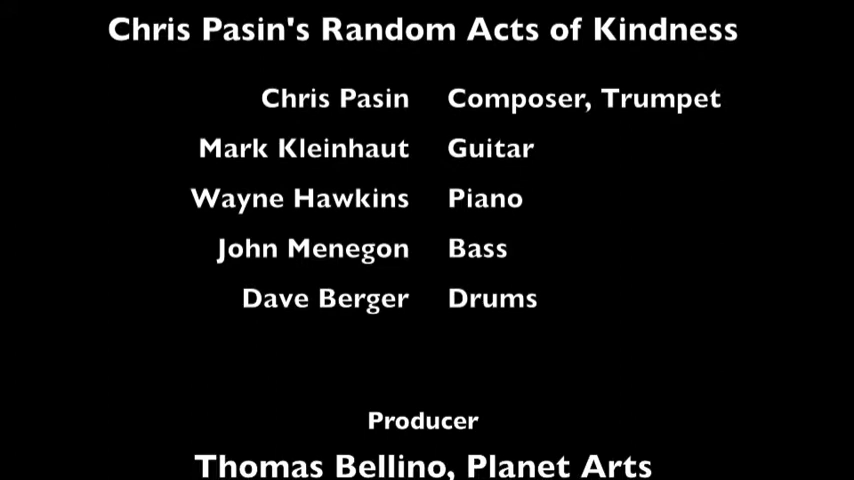 Chris Pasin's Random Acts of Kindness
Chris Pasin Composer, Trumpet
Mark Kleinhaut Guitar
Wayne Hawkins Piano
John Menegon Bass
Dave Berger Drums
Producer
Thomas Bellino, Planet Arts